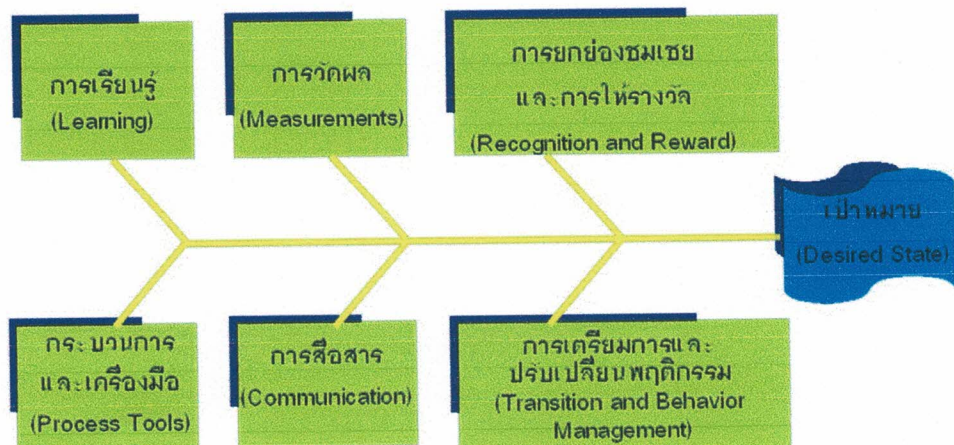 การเรียนรู้
(Learning)
การวัดผล
(Measurements)
การยกย่องชมเชย
และการให้รางวัล
(Recognition and Reward)
เป้าหมาย
(Desired State)
กระบวนการ
และเครื่องมือ
(Process Tools)
การสื่อสาร
(Communication)
การเตรียมการและ
ปรับเปลี่ยนพฤติกรรม
(Transition and Behavior
Management)